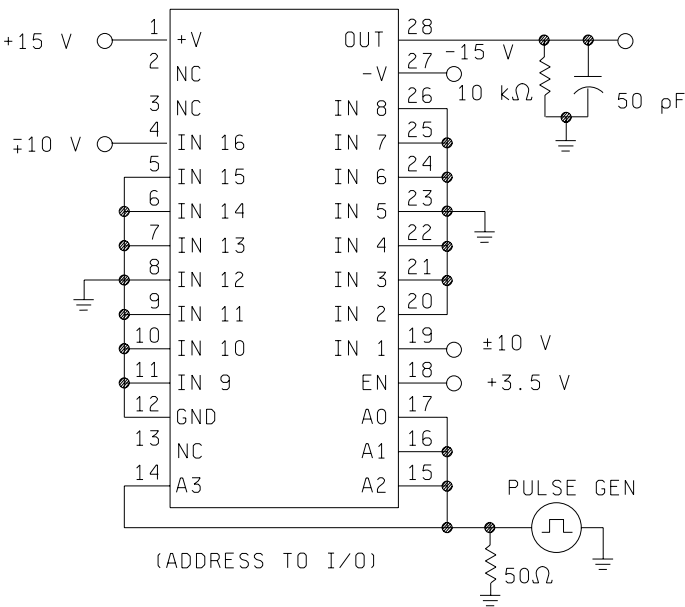 1 +V OUT 28
+15 V
-15 V
2 NC -V 27
10 kΩ
50 pF
3 NC IN 8 26
∓10 V
4 IN 16 IN 7 25
5 IN 15 IN 6 24
6 IN 14 IN 5 23
7 IN 13 IN 4 22
8 IN 12 IN 3 21
9 IN 11 IN 2 20
10 IN 10 IN 1 19
±10 V
11 IN 9 EN 18
+3.5 V
12 GND A0 17
13 NC A1 16
14 A3 A2 15
PULSE GEN
(ADDRESS TO I/O)
50Ω